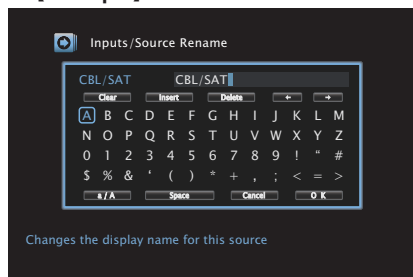 Inputs/Source Rename
CBL/SAT CBL/SAT
Clear Insert Delete ← →
A B C D E F G H I J K L M
N O P Q R S T U V W X Y Z
0 1 2 3 4 5 6 7 8 9 ! “ #
$ % & ‘ ( ) * + , ; < = >
a / A Space Cancel O K
Changes the display name for this source